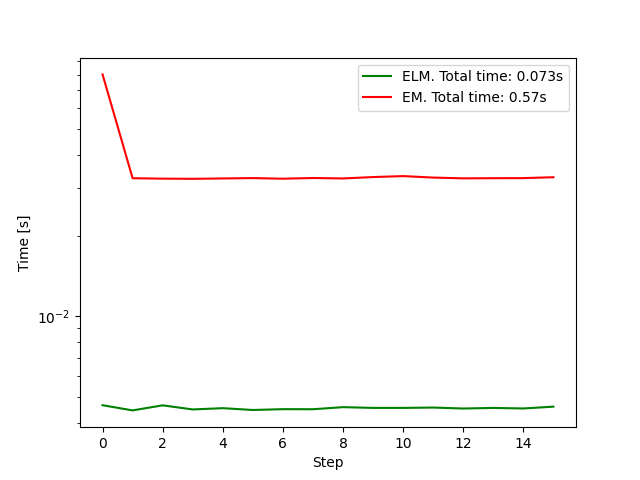 ELM. Total time: 0.073s
EM. Total time: 0.57s
Time [s]
10⁻²
0 2 4 6 8 10 12 14
Step